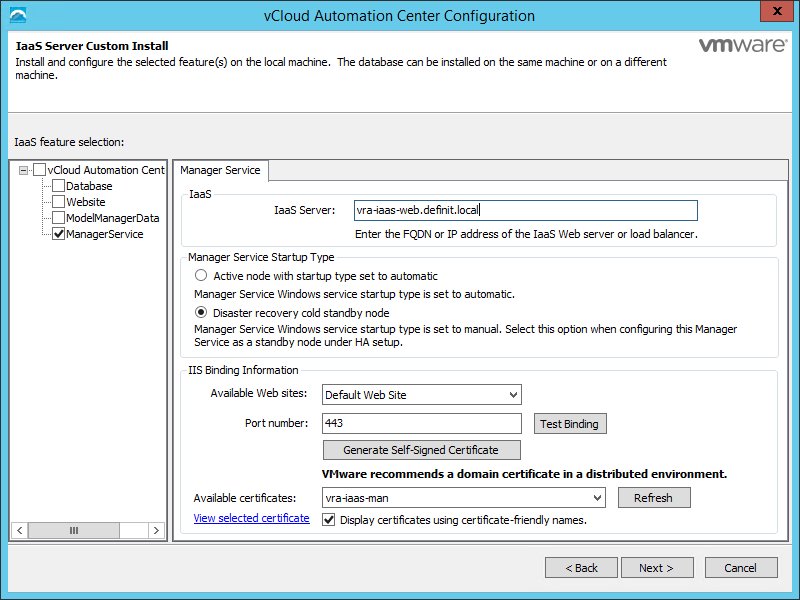 vCloud Automation Center Configuration
x
IaaS Server Custom Install
Install and configure the selected feature(s) on the local machine. The database can be installed on the same machine or on a different
machine.
vmware®
IaaS feature selection:
vCloud Automation Cent
Database
Website
ModelManagerData
ManagerService
Manager Service
IaaS
IaaS Server: vra-iaas-web.definit.local
Enter the FQDN or IP address of the IaaS Web server or load balancer.
Manager Service Startup Type
Active node with startup type set to automatic
Manager Service Windows service startup type is set to automatic.
Disaster recovery cold standby node
Manager Service Windows service startup type is set to manual. Select this option when configuring this Manager
Service as a standby node under HA setup.
IIS Binding Information
Available Web sites: Default Web Site
Port number: 443 Test Binding
Generate Self-Signed Certificate
VMware recommends a domain certificate in a distributed environment.
Available certificates: vra-iaas-man Refresh
View selected certificate Display certificates using certificate-friendly names.
< Back Next > Cancel